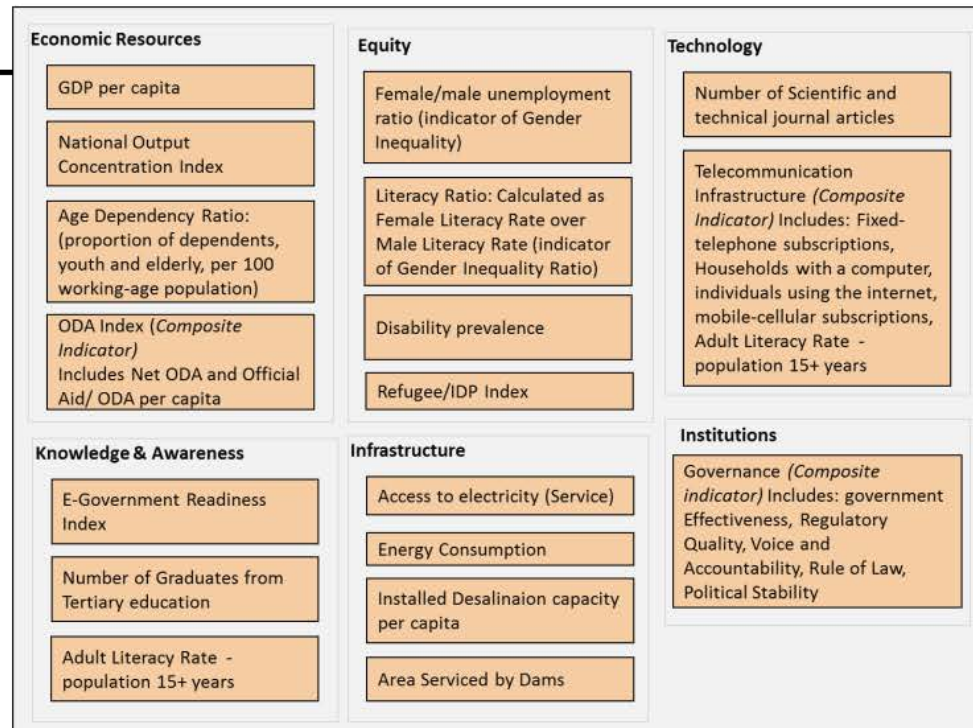 Economic Resources
GDP per capita
National Output
Concentration Index
Age Dependency Ratio:
(proportion of dependents,
youth and elderly, per 100
working-age population)
ODA Index (Composite
Indicator)
Includes Net ODA and Official
Aid/ ODA per capita
Equity
Female/male unemployment
ratio (indicator of Gender
Inequality)
Literacy Ratio: Calculated as
Female Literacy Rate over
Male Literacy Rate (indicator
of Gender Inequality Ratio)
Disability prevalence
Refugee/IDP Index
Technology
Number of Scientific and
technical journal articles
Telecommunication
Infrastructure (Composite
Indicator) Includes: Fixed-
telephone subscriptions,
Households with a computer,
individuals using the internet,
mobile-cellular subscriptions,
Adult Literacy Rate -
population 15+ years
Knowledge & Awareness
E-Government Readiness
Index
Number of Graduates from
Tertiary education
Adult Literacy Rate -
population 15+ years
Infrastructure
Access to electricity (Service)
Energy Consumption
Installed Desalinaion capacity
per capita
Area Serviced by Dams
Institutions
Governance (Composite
indicator) Includes: government
Effectiveness, Regulatory
Quality, Voice and
Accountability, Rule of Law,
Political Stability